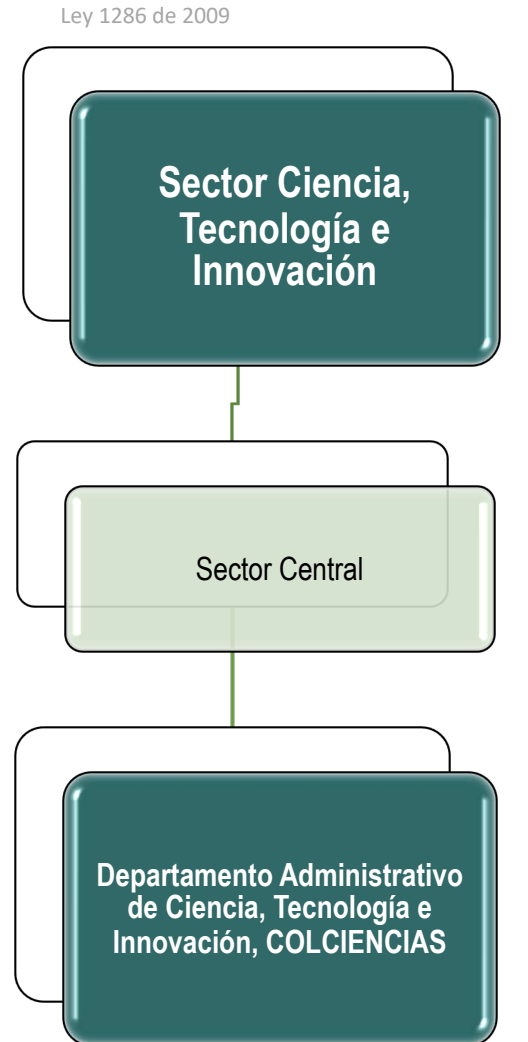 Ley 1286 de 2009
Sector Ciencia,
Tecnología e
Innovación
Sector Central
Departamento Administrativo
de Ciencia, Tecnología e
Innovación, COLCIENCIAS